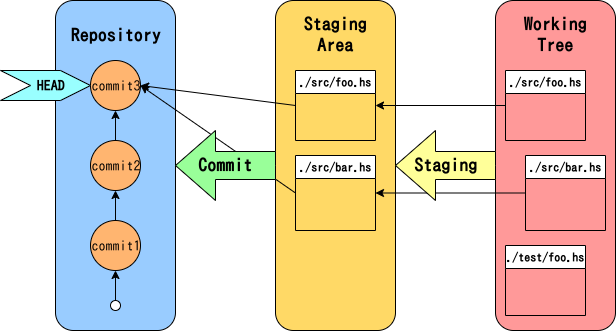 Repository
Staging
Area
Working
Tree
HEAD
commit3
./src/foo.hs
./src/foo.hs
commit2
Commit
./src/bar.hs
Staging
./src/bar.hs
commit1
./test/foo.hs